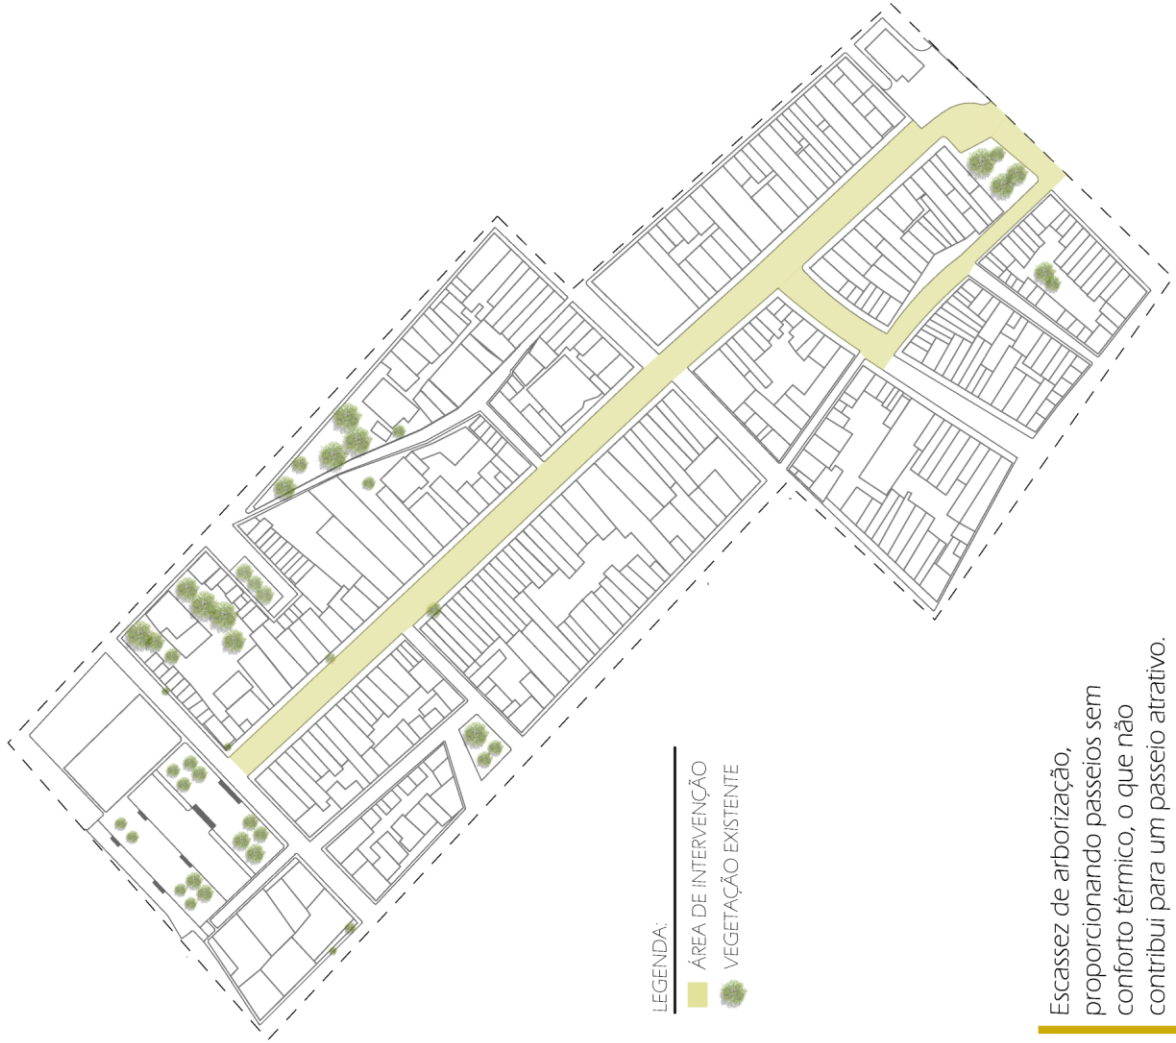 LEGENDA:
ÁREA DE INTERVENÇÃO
VEGETAÇÃO EXISTENTE
Escassez de arborização,
proporcionando passeios sem
conforto térmico, o que não
contribui para um passeio atrativo.